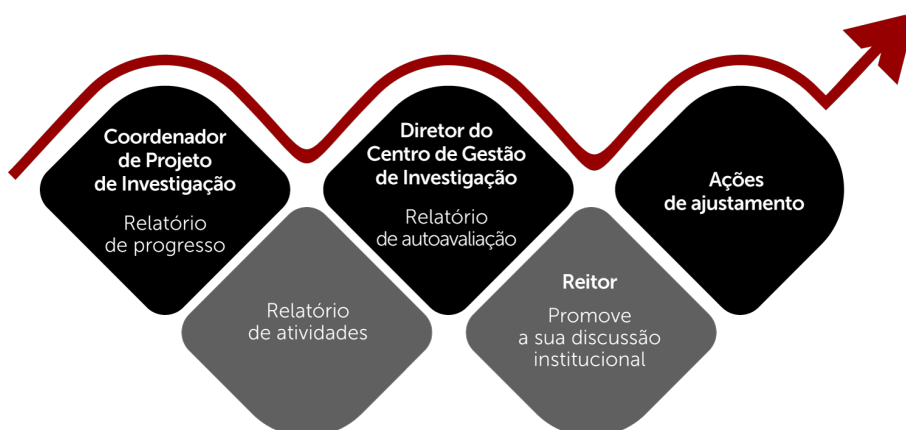 Coordenador
de Projeto
de Investigação
Relatório
de progresso
Relatório
de atividades
Diretor do
Centro de Gestão
de Investigação
Relatório
de autoavaliação
Reitor
Promove
a sua discussão
institucional
Ações
de ajustamento